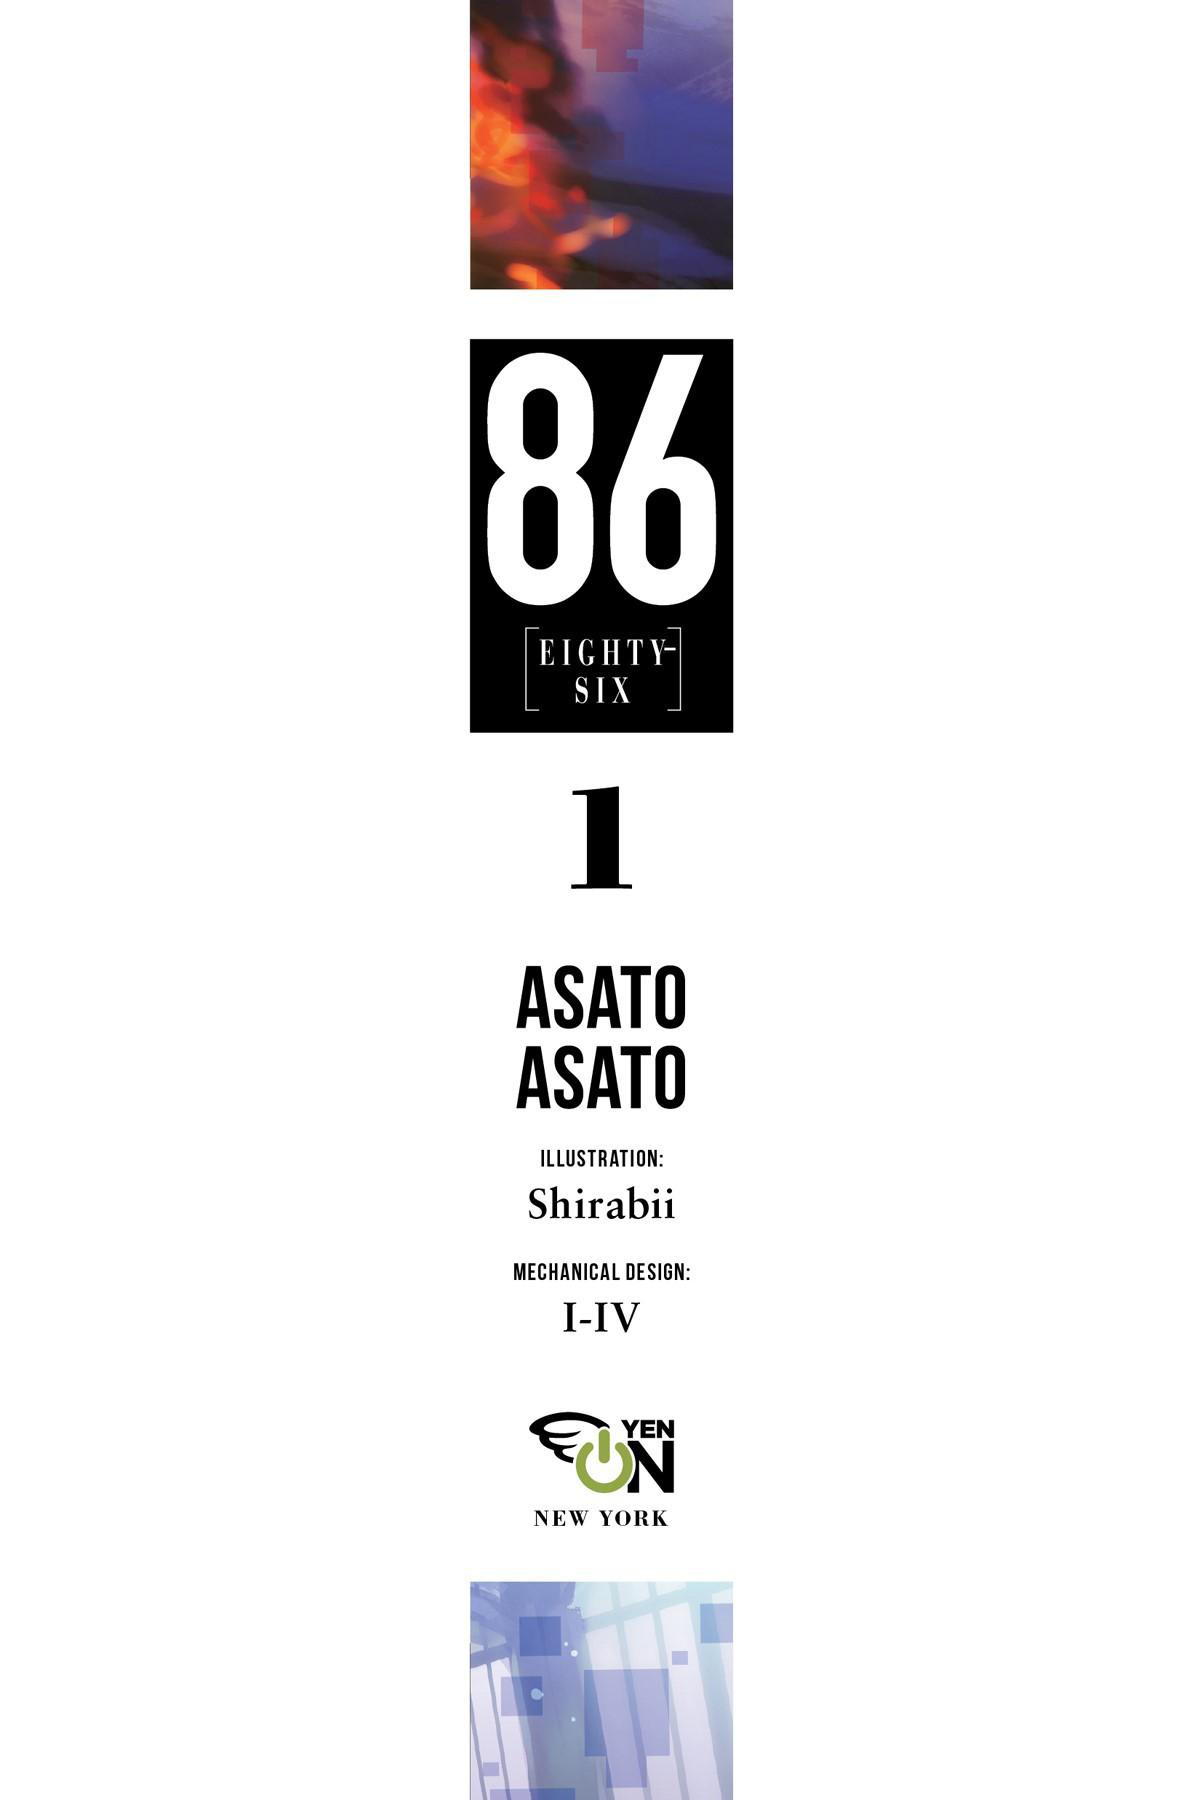 86
EIGHTY-
SIX
1
ASATO
ASATO
ILLUSTRATION:
Shirabii
MECHANICAL DESIGN:
I-IV
YEN
ON
NEW YORK